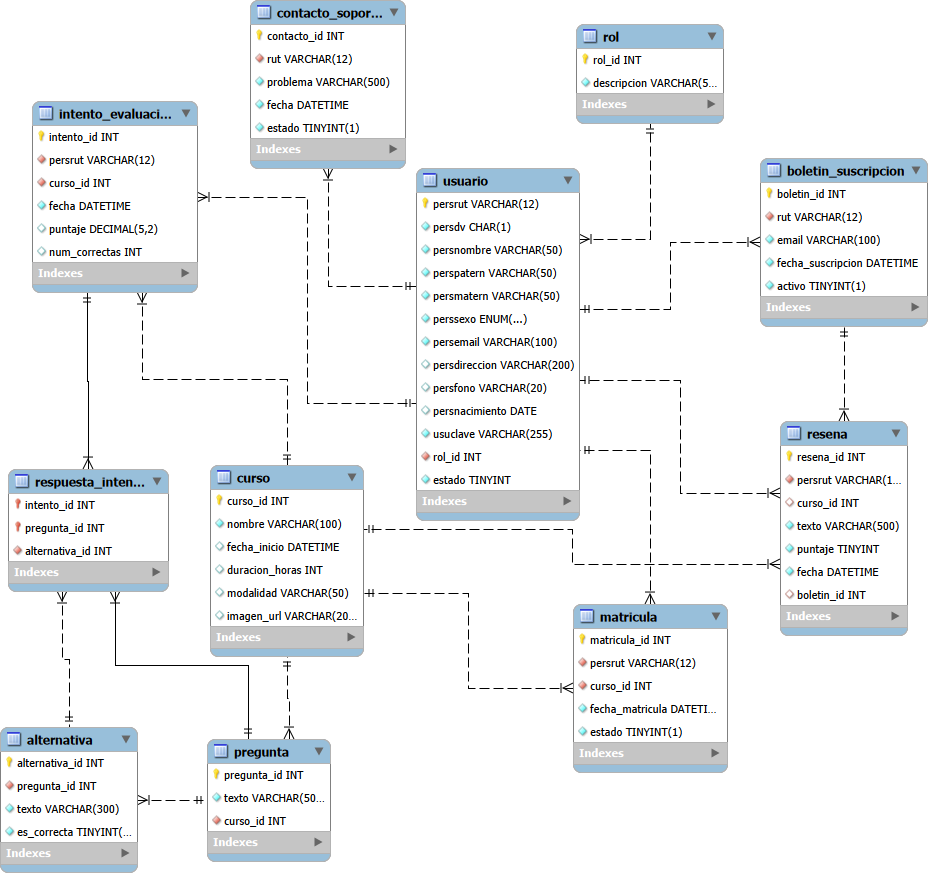 contacto_sopor...
contacto_id INT
rut VARCHAR(12)
problema VARCHAR(500)
fecha DATETIME
estado TINYINT(1)
Indexes
rol
rol_id INT
descripcion VARCHAR(5...
Indexes
intento_evaluaci...
intento_id INT
persrut VARCHAR(12)
curso_id INT
fecha DATETIME
puntaje DECIMAL(5,2)
num_correctas INT
Indexes
usuario
persrut VARCHAR(12)
persdv CHAR(1)
persnombre VARCHAR(50)
perspatern VARCHAR(50)
persmatern VARCHAR(50)
perssexo ENUM(...)
persemail VARCHAR(100)
persdireccion VARCHAR(200)
persfono VARCHAR(20)
persnacimiento DATE
usuclave VARCHAR(255)
rol_id INT
estado TINYINT
Indexes
boletin_suscripcion
boletin_id INT
rut VARCHAR(12)
email VARCHAR(100)
fecha_suscripcion DATETIME
activo TINYINT(1)
Indexes
resena
resena_id INT
persrut VARCHAR(1...
curso_id INT
texto VARCHAR(500)
puntaje TINYINT
fecha DATETIME
boletin_id INT
Indexes
respuesta_inten...
intento_id INT
pregunta_id INT
alternativa_id INT
Indexes
curso
curso_id INT
nombre VARCHAR(100)
fecha_inicio DATETIME
duracion_horas INT
modalidad VARCHAR(50)
imagen_url VARCHAR(20...
Indexes
matricula
matricula_id INT
persrut VARCHAR(12)
curso_id INT
fecha_matricula DATETI...
estado TINYINT(1)
Indexes
alternativa
alternativa_id INT
pregunta_id INT
texto VARCHAR(300)
es_correcta TINYINT(...
Indexes
pregunta
pregunta_id INT
texto VARCHAR(50...
curso_id INT
Indexes